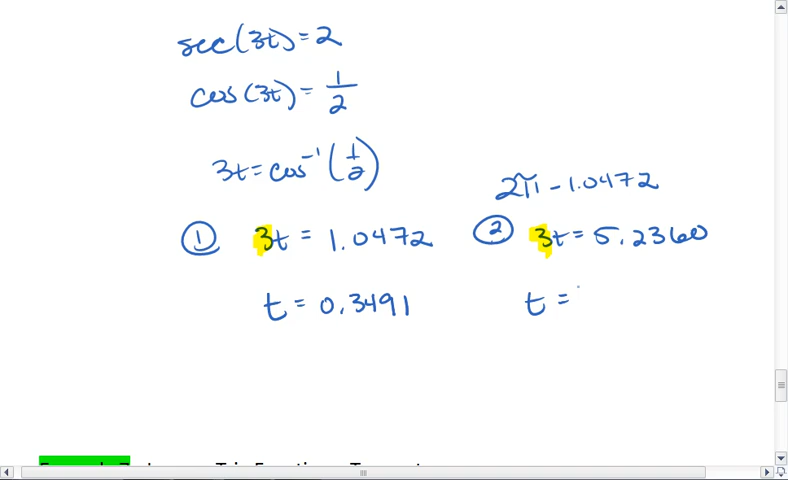 sec(3t) = 2
cos(3t) = 1/2
3t = cos⁻¹(1/2)
2π - 1.0472
① 3t = 1.0472
② 3t = 5.2360
t = 0.3491
t =